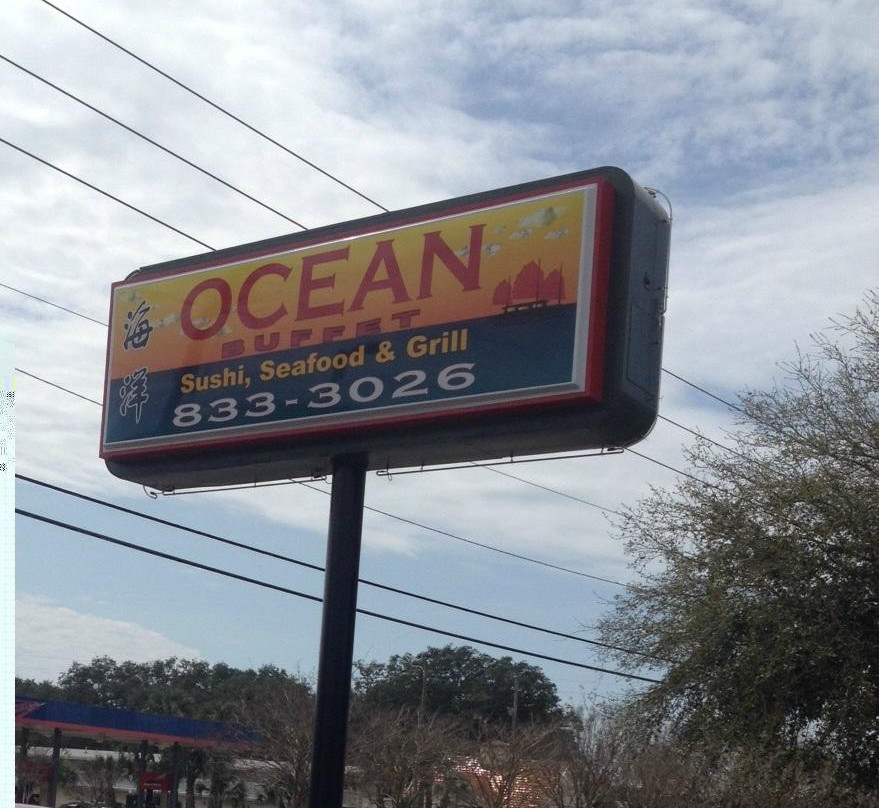 海洋
OCEAN
BUFFET
Sushi, Seafood & Grill
833-3026